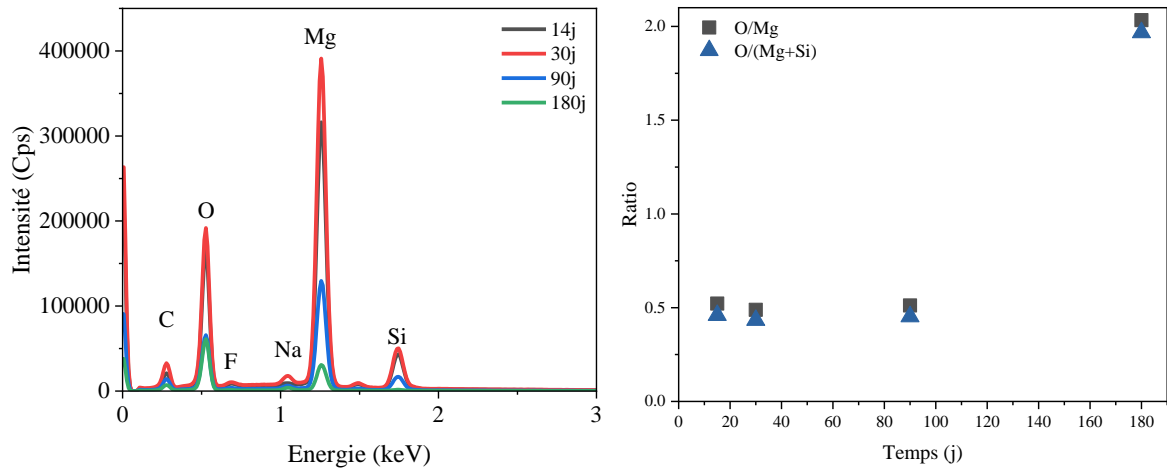 400000
300000
200000
100000
0
Intensité (Cps)
C
O
F
Na
Mg
Si
14j
30j
90j
180j
0 1 2 3
Energie (keV)
2.0
1.5
1.0
0.5
0.0
Ratio
O/Mg
O/(Mg+Si)
0 20 40 60 80 100 120 140 160 180
Temps (j)